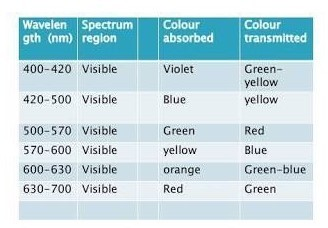 Wavelen Spectrum Colour Colour
gth (nm) region absorbed transmitted
400-420 Visible Violet Green-
yellow
420-500 Visible Blue yellow
500-570 Visible Green Red
570-600 Visible yellow Blue
600-630 Visible orange Green-blue
630-700 Visible Red Green